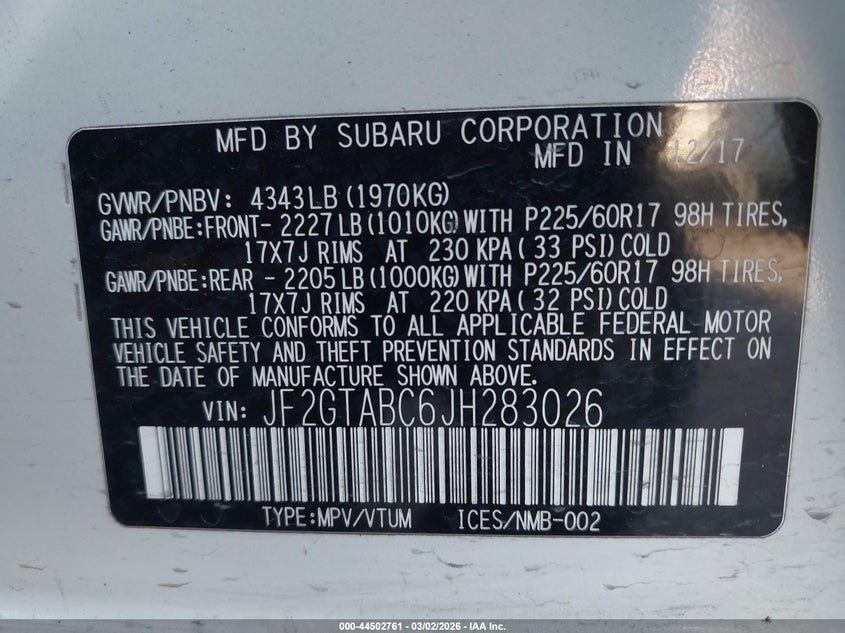 MFD BY SUBARU CORPORATION
MFD IN 12/17
GVWR/PNBV: 4343LB (1970KG)
GAWR/PNBE:FRONT- 2227LB(1010KG)WITH P225/60R17 98H TIRES,
17X7J RIMS AT 230 KPA( 33 PSI)COLD
GAWR/PNBE:REAR - 2205LB(1000KG)WITH P225/60R17 98H TIRES,
17X7J RIMS AT 220 KPA( 32 PSI)COLD
THIS VEHICLE CONFORMS TO ALL APPLICABLE FEDERAL MOTOR
VEHICLE SAFETY AND THEFT PREVENTION STANDARDS IN EFFECT ON
THE DATE OF MANUFACTURE SHOWN ABOVE.
VIN: JF2GTABC6JH283026
TYPE:MPV/VTUM ICES/NMB-002
000-44502761 - 03/02/2026 - IAA Inc.